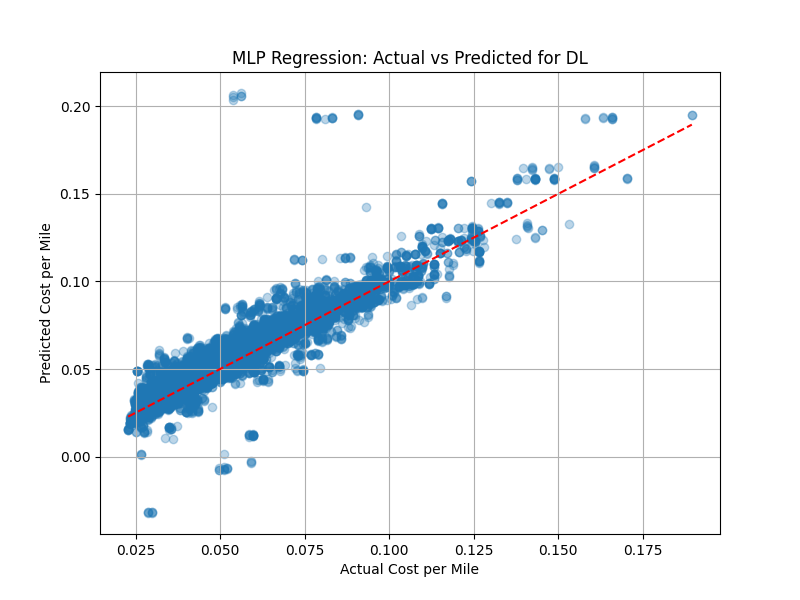 MLP Regression: Actual vs Predicted for DL
Predicted Cost per Mile
0.20
0.15
0.10
0.05
0.00
0.025 0.050 0.075 0.100 0.125 0.150 0.175
Actual Cost per Mile